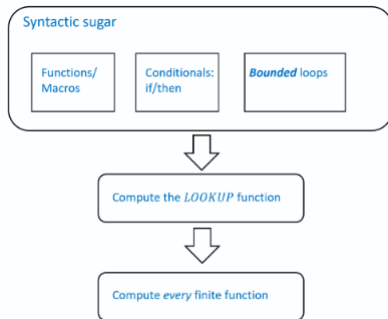 Syntactic sugar
Functions/
Macros
Conditionals:
if/then
Bounded loops
Compute the LOOKUP function
Compute every finite function